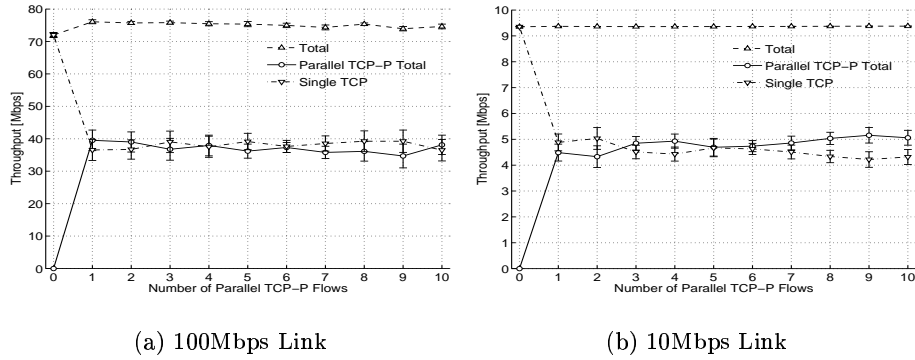 80
70
60
50
40
30
20
10
0
Throughput [Mbps]
Total
Parallel TCP-P Total
Single TCP
0 1 2 3 4 5 6 7 8 9 10
Number of Parallel TCP-P Flows
(a) 100Mbps Link
10
9
8
7
6
5
4
3
2
1
0
Throughput [Mbps]
Total
Parallel TCP-P Total
Single TCP
0 1 2 3 4 5 6 7 8 9 10
Number of Parallel TCP-P Flows
(b) 10Mbps Link